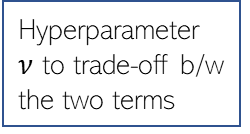 Hyperparameter
ν to trade-off b/w
the two terms